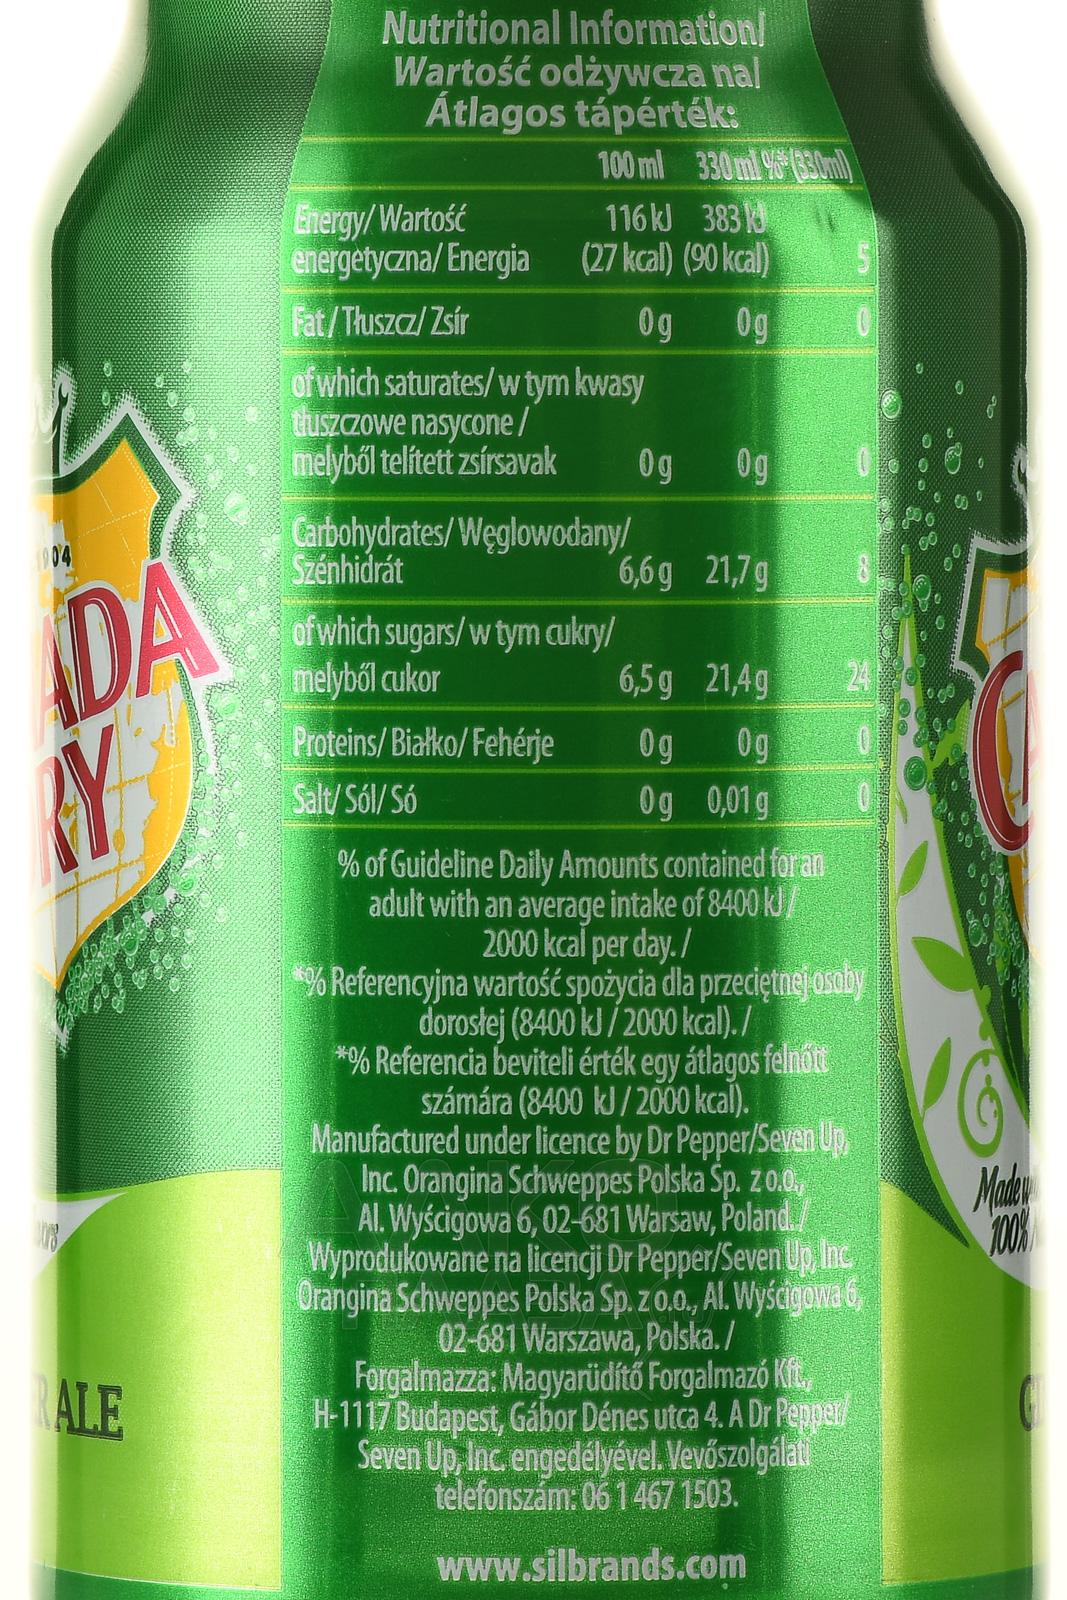 Nutritional Information/
Wartość odżywcza na/
Átlagos tápérték:
100 ml 330 ml %* (330ml)
Energy/ Wartość 116 kJ 383 kJ
energetyczna/ Energia (27 kcal) (90 kcal) 5
Fat / Tłuszcz/ Zsír 0 g 0 g 0
of which saturates/ w tym kwasy
tłuszczowe nasycone /
melyből telített zsírsavak 0 g 0 g 0
Carbohydrates/ Węglowodany/
Szénhidrát 6,6 g 21,7 g 8
of which sugars/ w tym cukry/
melyből cukor 6,5 g 21,4 g 24
Proteins/ Białko/ Fehérje 0 g 0 g 0
Salt/ Sól/ Só 0 g 0,01 g 0
% of Guideline Daily Amounts contained for an
adult with an average intake of 8400 kJ /
2000 kcal per day. /
*% Referencyjna wartość spożycia dla przeciętnej osoby
dorosłej (8400 kJ / 2000 kcal). /
*% Referencia beviteli érték egy átlagos felnőtt
számára (8400 kJ / 2000 kcal).
Manufactured under licence by Dr Pepper/Seven Up,
Inc. Orangina Schweppes Polska Sp. z o.o.,
Al. Wyścigowa 6, 02-681 Warsaw, Poland. /
Wyprodukowane na licencji Dr Pepper/Seven Up, Inc.
Orangina Schweppes Polska Sp. z o.o., Al. Wyścigowa 6,
02-681 Warszawa, Polska. /
Forgalmazza: Magyarüdítő Forgalmazó Kft.,
H-1117 Budapest, Gábor Dénes utca 4. A Dr Pepper/
Seven Up, Inc. engedélyével. Vevőszolgálati
telefonszám: 06 1 467 1503.
www.silbrands.com
1904
ADA
RY
R ALE
CA
Made
100%
G